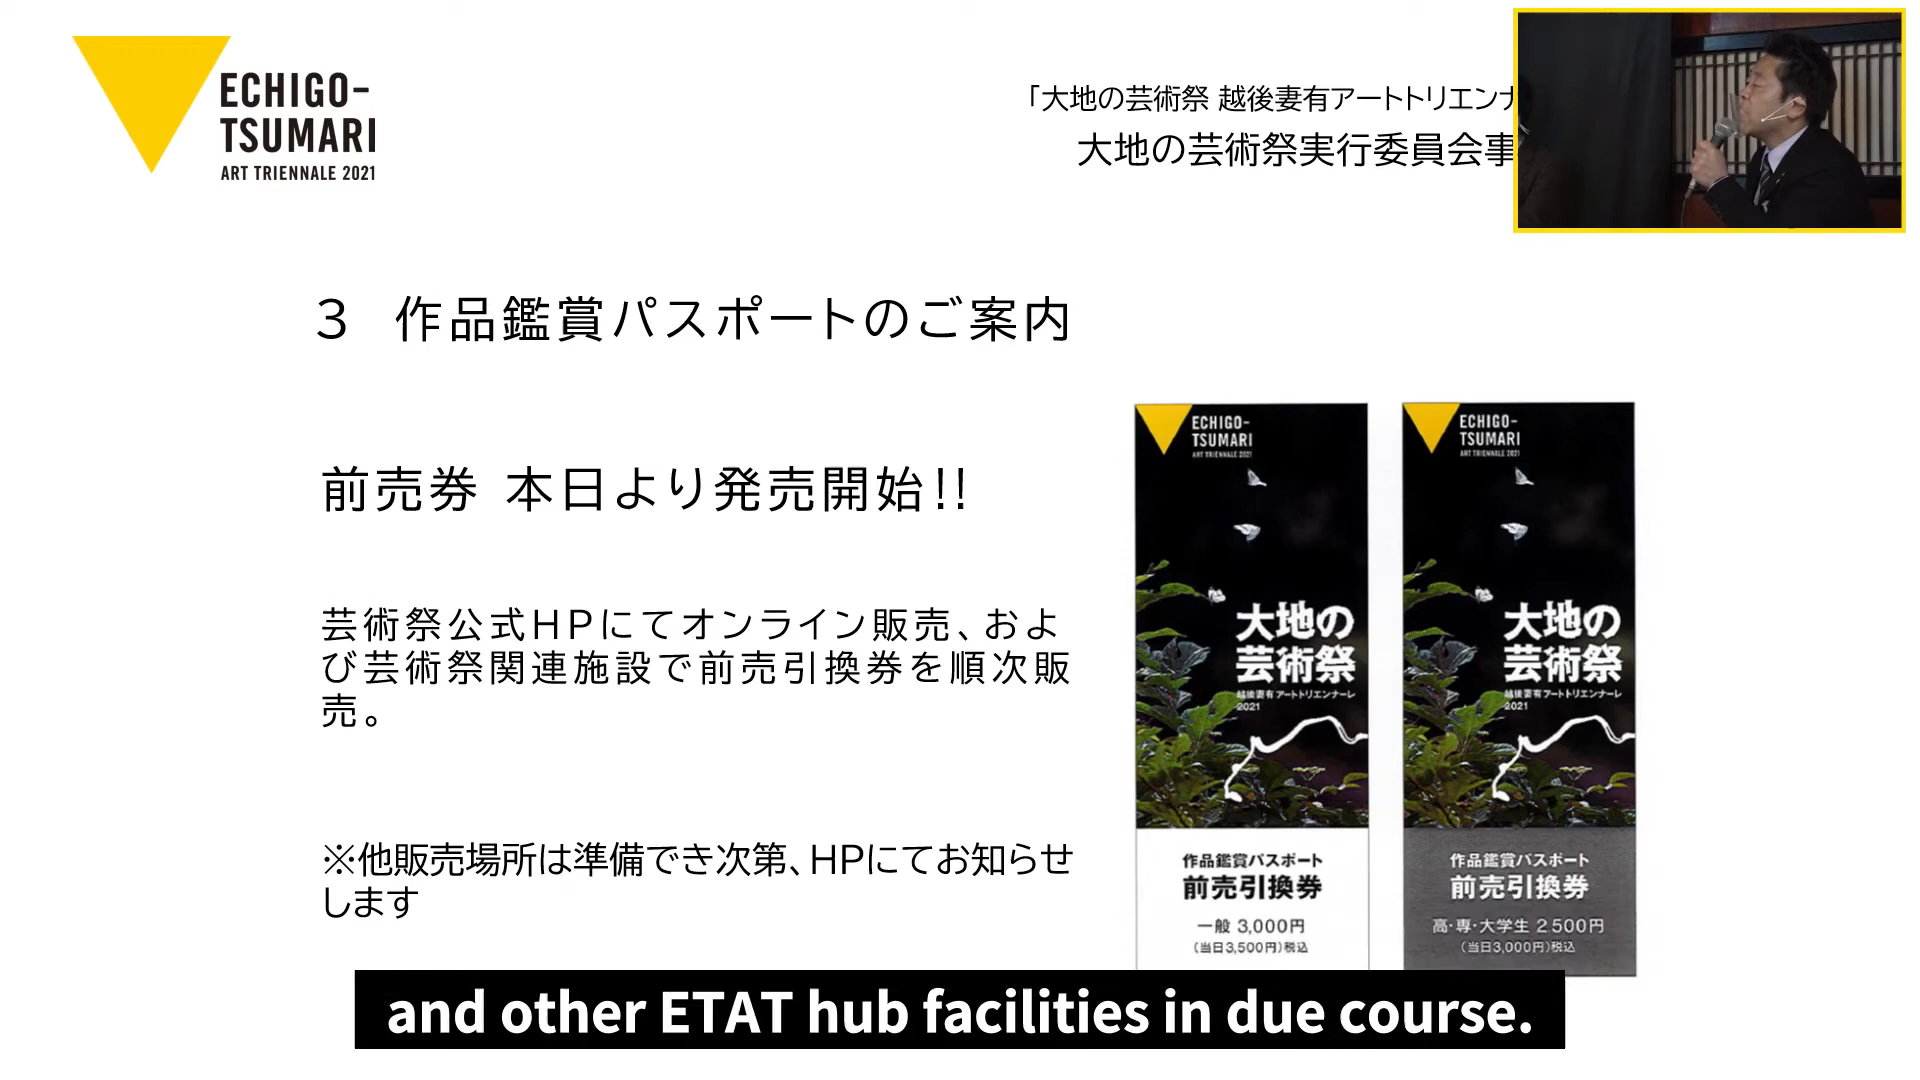 ECHIGO-
TSUMARI
ART TRIENNALE 2021
「大地の芸術祭 越後妻有アートトリエンナ
大地の芸術祭実行委員会事
3 作品鑑賞パスポートのご案内
前売券 本日より発売開始!!
芸術祭公式HPにてオンライン販売、およ
び芸術祭関連施設で前売引換券を順次販
売。
※他販売場所は準備でき次第、HPにてお知らせ
します
ECHIGO-
TSUMARI
ART TRIENNALE 2021
大地の
芸術祭
越後妻有アートトリエンナーレ
2021
作品鑑賞パスポート
前売引換券
一般 3,000円
(当日3,500円)税込
ECHIGO-
TSUMARI
ART TRIENNALE 2021
大地の
芸術祭
越後妻有アートトリエンナーレ
2021
作品鑑賞パスポート
前売引換券
高・専・大学生 2500円
(当日3,000円)税込
and other ETAT hub facilities in due course.